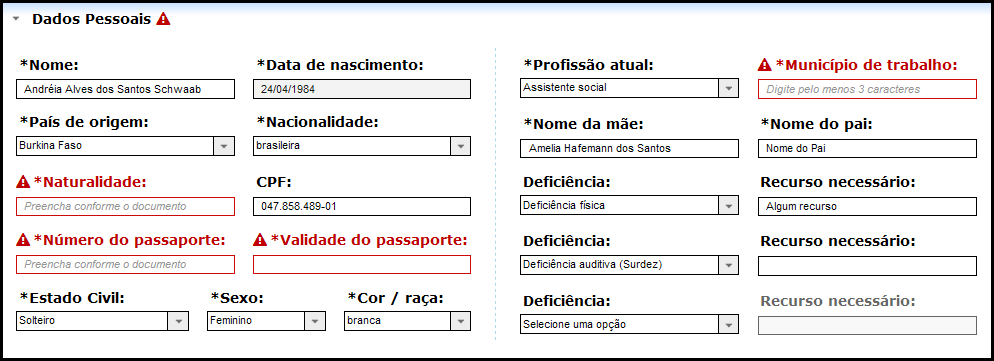 Dados Pessoais
*Nome:
*Data de nascimento:
Andréia Alves dos Santos Schwaab
24/04/1984
*País de origem:
*Nacionalidade:
Burkina Faso
brasileira
*Naturalidade:
CPF:
Preencha conforme o documento
047.858.489-01
*Número do passaporte:
*Validade do passaporte:
Preencha conforme o documento
*Estado Civil:
*Sexo:
*Cor / raça:
Solteiro
Feminino
branca
*Profissão atual:
*Município de trabalho:
Assistente social
Digite pelo menos 3 caracteres
*Nome da mãe:
*Nome do pai:
Amelia Hafemann dos Santos
Nome do Pai
Deficiência:
Recurso necessário:
Deficiência física
Algum recurso
Deficiência:
Recurso necessário:
Deficiência auditiva (Surdez)
Deficiência:
Recurso necessário:
Selecione uma opção